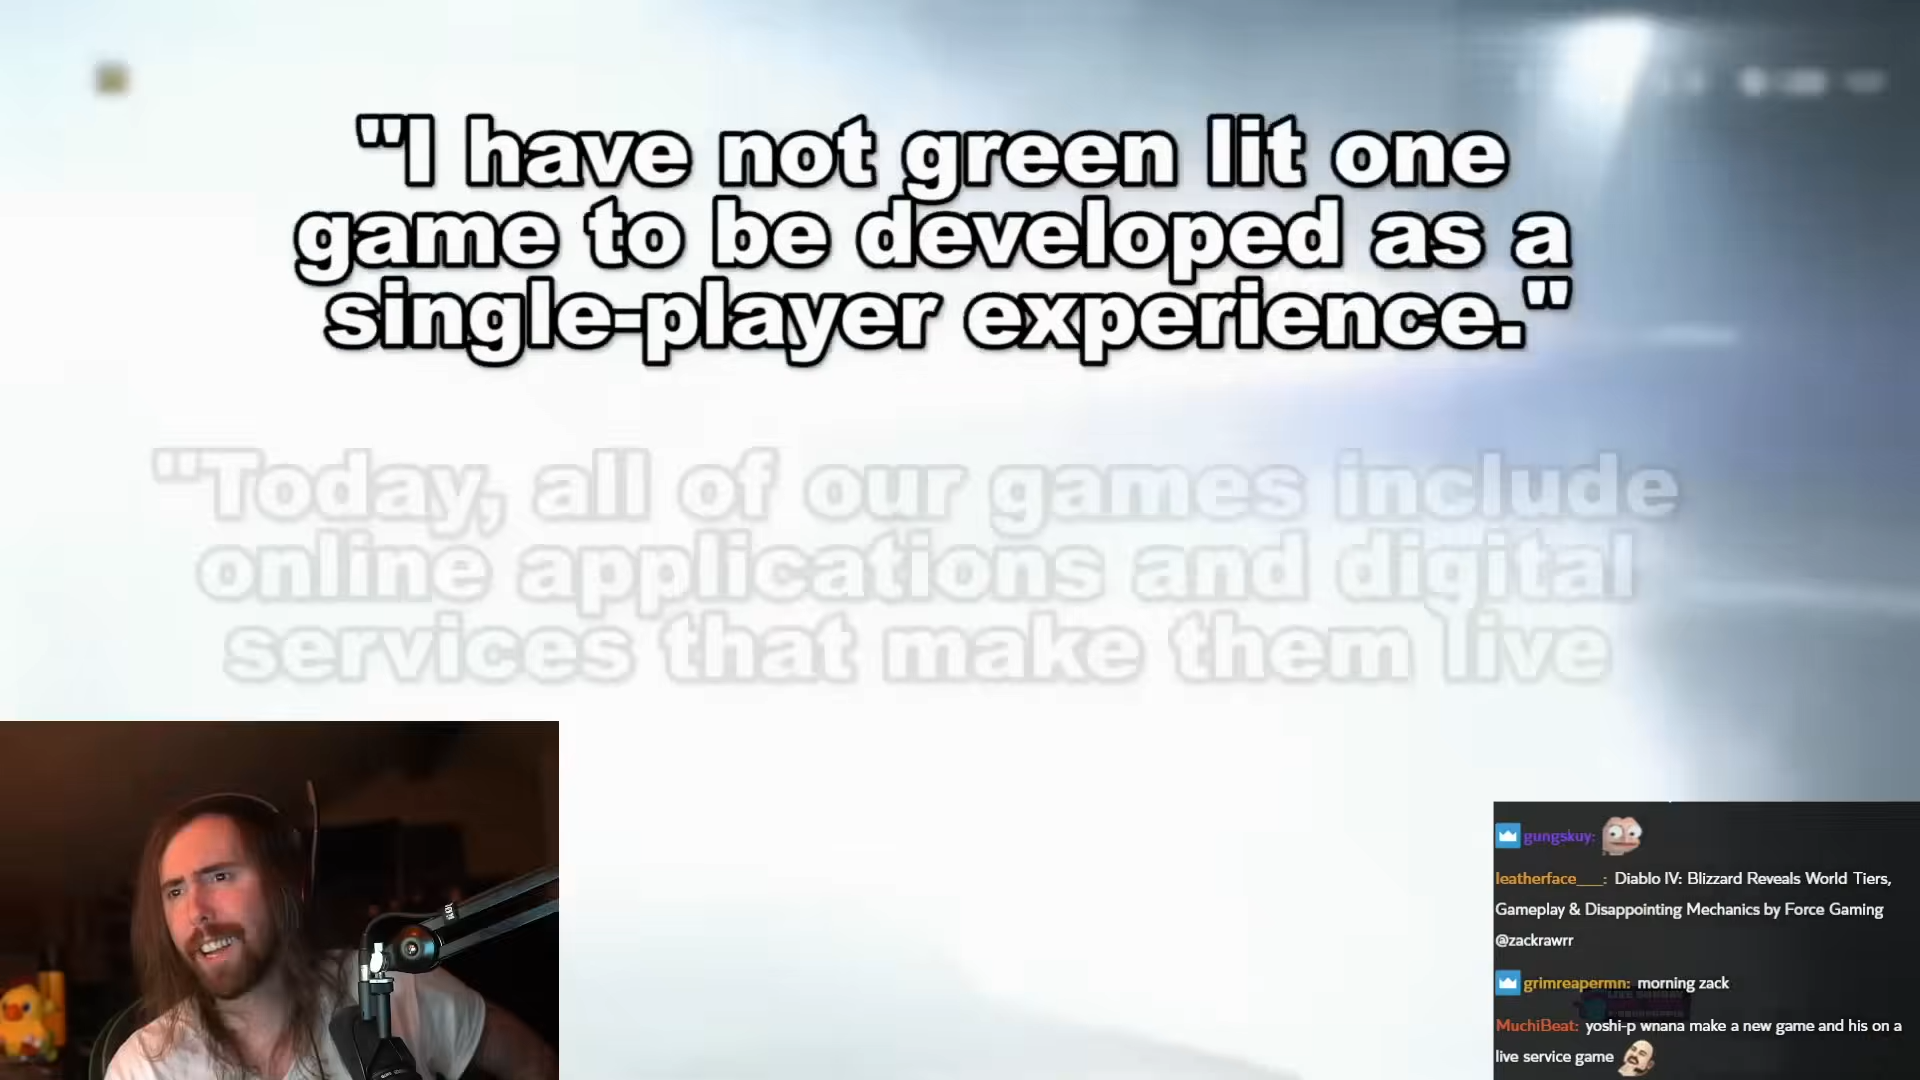 "I have not green lit one
game to be developed as a
single-player experience."
"Today, all of our games include
online applications and digital
services that make them live
gungskuy:
leatherface___: Diablo IV: Blizzard Reveals World Tiers,
Gameplay & Disappointing Mechanics by Force Gaming
@zackrawrr
grimreapermn: morning zack
MuchiBeat: yoshi-p wnana make a new game and his on a
live service game